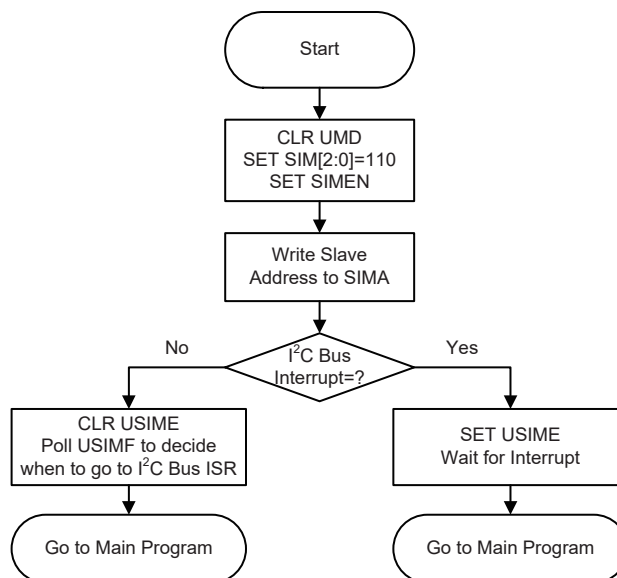 Start
CLR UMD
SET SIM[2:0]=110
SET SIMEN
Write Slave
Address to SIMA
No
I²C Bus
Interrupt=?
Yes
CLR USIME
Poll USIMF to decide
when to go to I²C Bus ISR
SET USIME
Wait for Interrupt
Go to Main Program
Go to Main Program